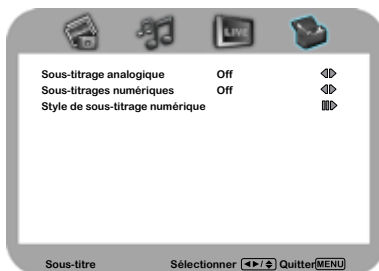 LIVE
Sous-titrage analogique Off
Sous-titrages numériques Off
Style de sous-titrage numérique
Sous-titre Sélectionner ◄►/♦ Quitter MENU